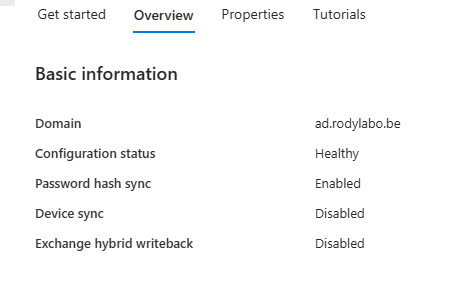 Get started Overview Properties Tutorials
Basic information
Domain ad.rodylabo.be
Configuration status Healthy
Password hash sync Enabled
Device sync Disabled
Exchange hybrid writeback Disabled